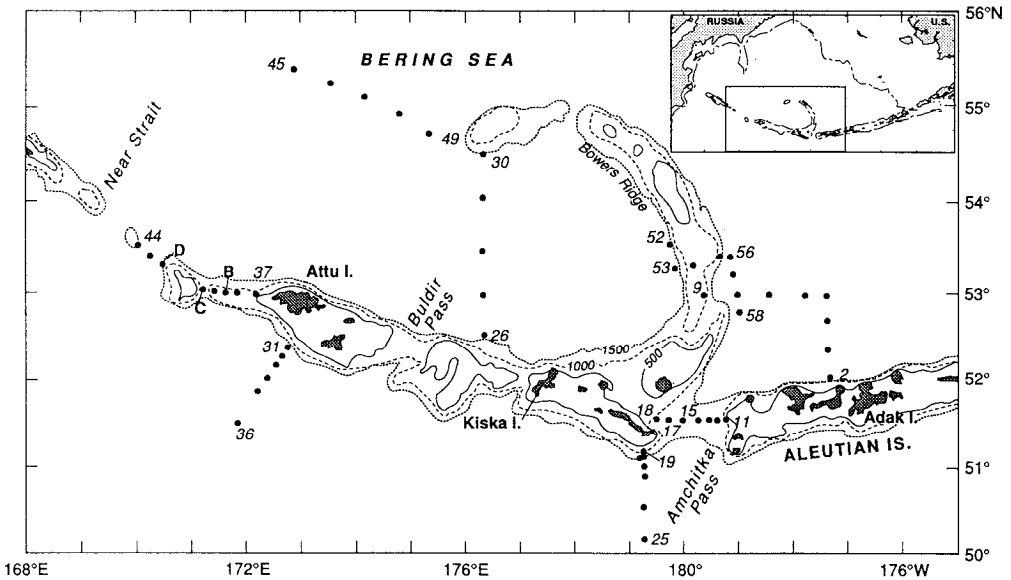 56°N
RUSSIA
U.S.
BERING SEA
45
55°
Near Strait
49
30
Bowers Ridge
54°
44
D
52
56
53
B
37
Attu I.
9
53°
C
58
Buldir
Pass
26
31
1500
1000
500
2
52°
36
Kiska I.
18
15
11
17
Adak I.
19
ALEUTIAN IS.
Amchitka
Pass
51°
25
50°
168°E
172°E
176°E
180°
176°W